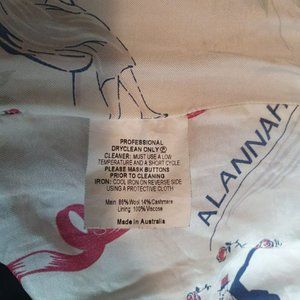 PROFESSIONAL
DRYCLEAN ONLY Ⓟ
CLEANER: MUST USE A LOW
TEMPERATURE AND A SHORT CYCLE.
PLEASE MASK BUTTONS
PRIOR TO CLEANING
IRON: COOL IRON ON REVERSE SIDE
USING A PROTECTIVE CLOTH
Main: 86% Wool 14% Cashmere
Lining: 100% Viscose
Made in Australia
ALANNAH